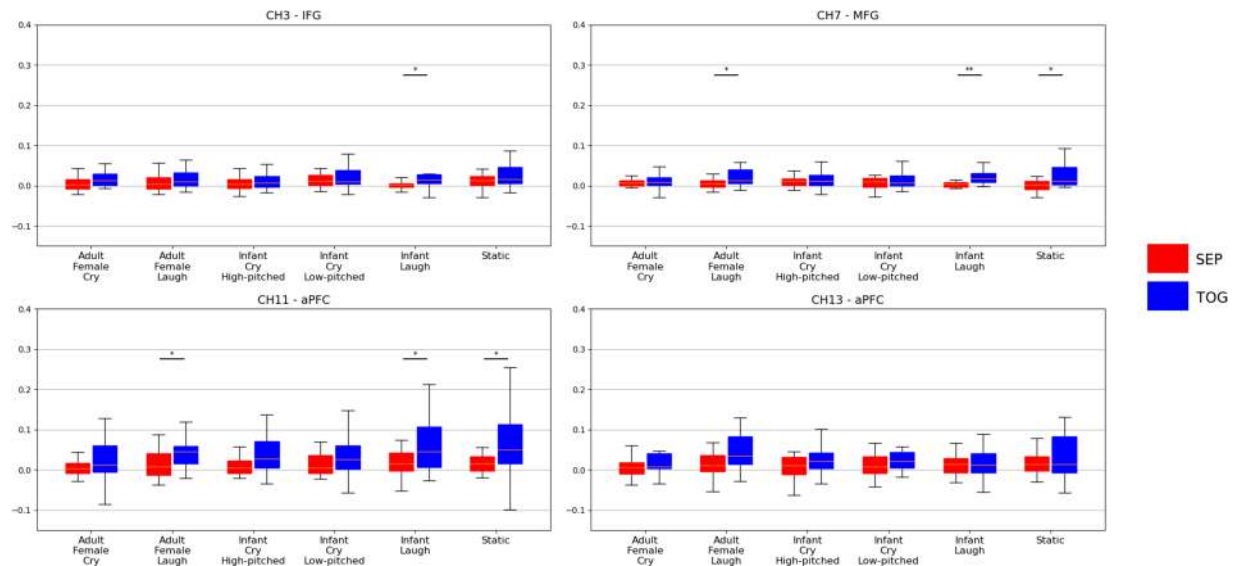 CH3 - IFG
0.4
0.3
0.2
0.1
0.0
−0.1
*
Adult Female Cry
Adult Female Laugh
Infant Cry High-pitched
Infant Cry Low-pitched
Infant Laugh
Static
CH7 - MFG
0.4
0.3
0.2
0.1
0.0
−0.1
*
**
*
Adult Female Cry
Adult Female Laugh
Infant Cry High-pitched
Infant Cry Low-pitched
Infant Laugh
Static
SEP
TOG
CH11 - aPFC
0.4
0.3
0.2
0.1
0.0
−0.1
*
*
*
Adult Female Cry
Adult Female Laugh
Infant Cry High-pitched
Infant Cry Low-pitched
Infant Laugh
Static
CH13 - aPFC
0.4
0.3
0.2
0.1
0.0
−0.1
Adult Female Cry
Adult Female Laugh
Infant Cry High-pitched
Infant Cry Low-pitched
Infant Laugh
Static